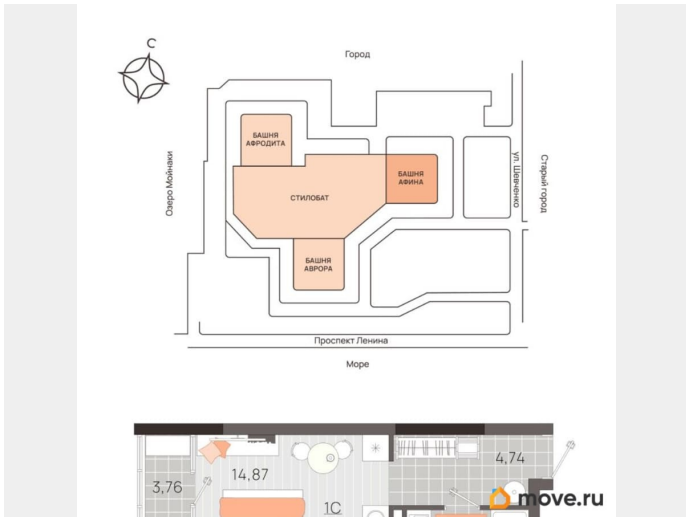 С
Город
БАШНЯ
АФРОДИТА
БАШНЯ
АФИНА
СТИЛОБАТ
БАШНЯ
АВРОРА
Озеро Мойнаки
ул. Шевченко
Старый город
Проспект Ленина
Море
3,76
14,87
1С
4,74
move.ru